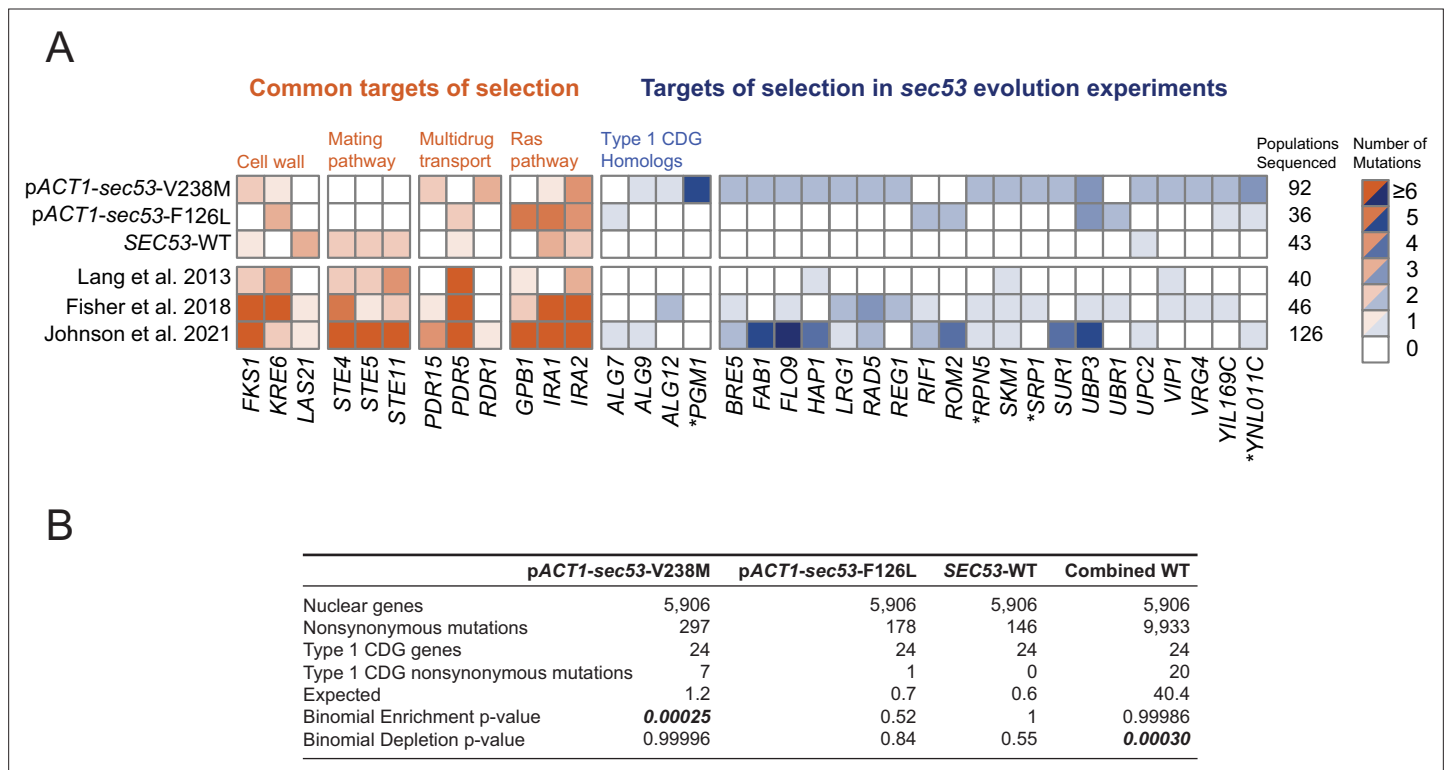 A
Common targets of selection
Targets of selection in sec53 evolution experiments
Cell wall
Mating pathway
Multidrug transport
Ras pathway
Type 1 CDG Homologs
Populations Sequenced
Number of Mutations
pACT1-sec53-V238M
92
pACT1-sec53-F126L
36
SEC53-WT
43
Lang et al. 2013
40
Fisher et al. 2018
46
Johnson et al. 2021
126
≥6
5
4
3
2
1
0
FKS1
KRE6
LAS21
STE4
STE5
STE11
PDR15
PDR5
RDR1
GPB1
IRA1
IRA2
ALG7
ALG9
ALG12
*PGM1
BRE5
FAB1
FLO9
HAP1
LRG1
RAD5
REG1
RIF1
ROM2
*RPN5
SKM1
*SRP1
SUR1
UBP3
UBR1
UPC2
VIP1
VRG4
YIL169C
*YNL011C
B
pACT1-sec53-V238M pACT1-sec53-F126L SEC53-WT Combined WT
Nuclear genes 5,906 5,906 5,906 5,906
Nonsynonymous mutations 297 178 146 9,933
Type 1 CDG genes 24 24 24 24
Type 1 CDG nonsynonymous mutations 7 1 0 20
Expected 1.2 0.7 0.6 40.4
Binomial Enrichment p-value 0.00025 0.52 1 0.99986
Binomial Depletion p-value 0.99996 0.84 0.55 0.00030